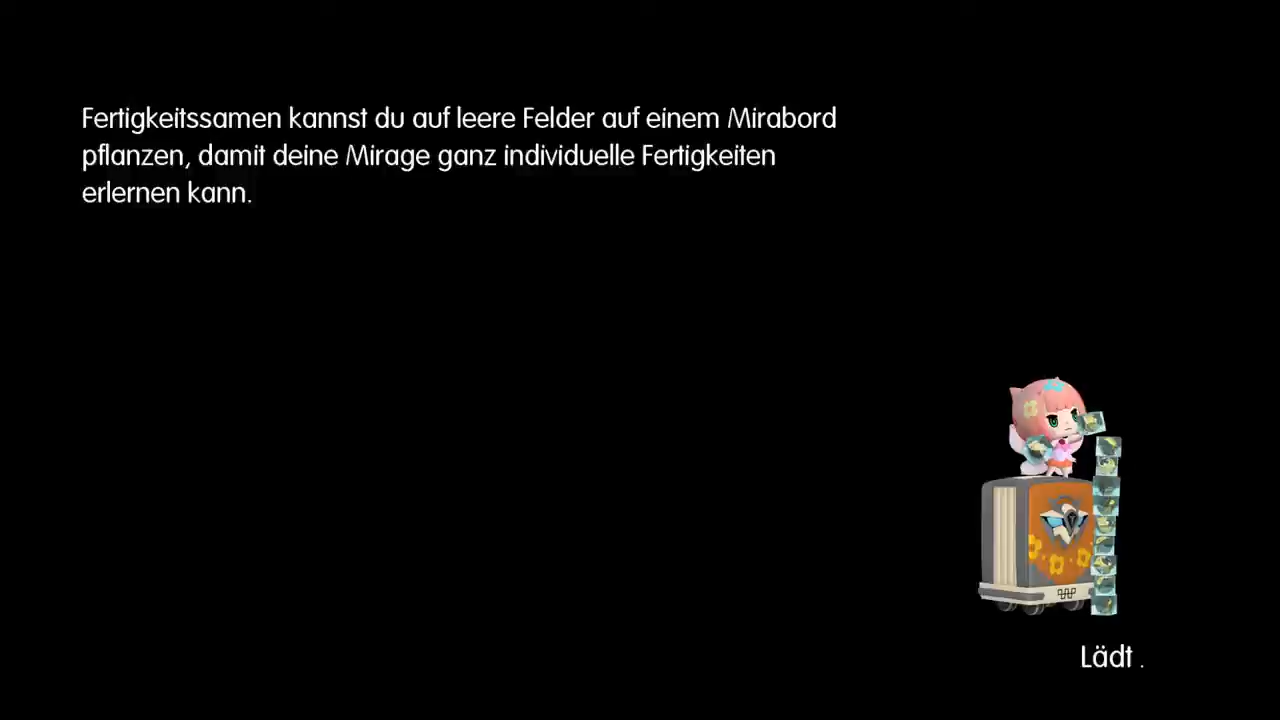 Fertigkeitssamen kannst du auf leere Felder auf einem Mirabord
pflanzen, damit deine Mirage ganz individuelle Fertigkeiten
erlernen kann.
Lädt .